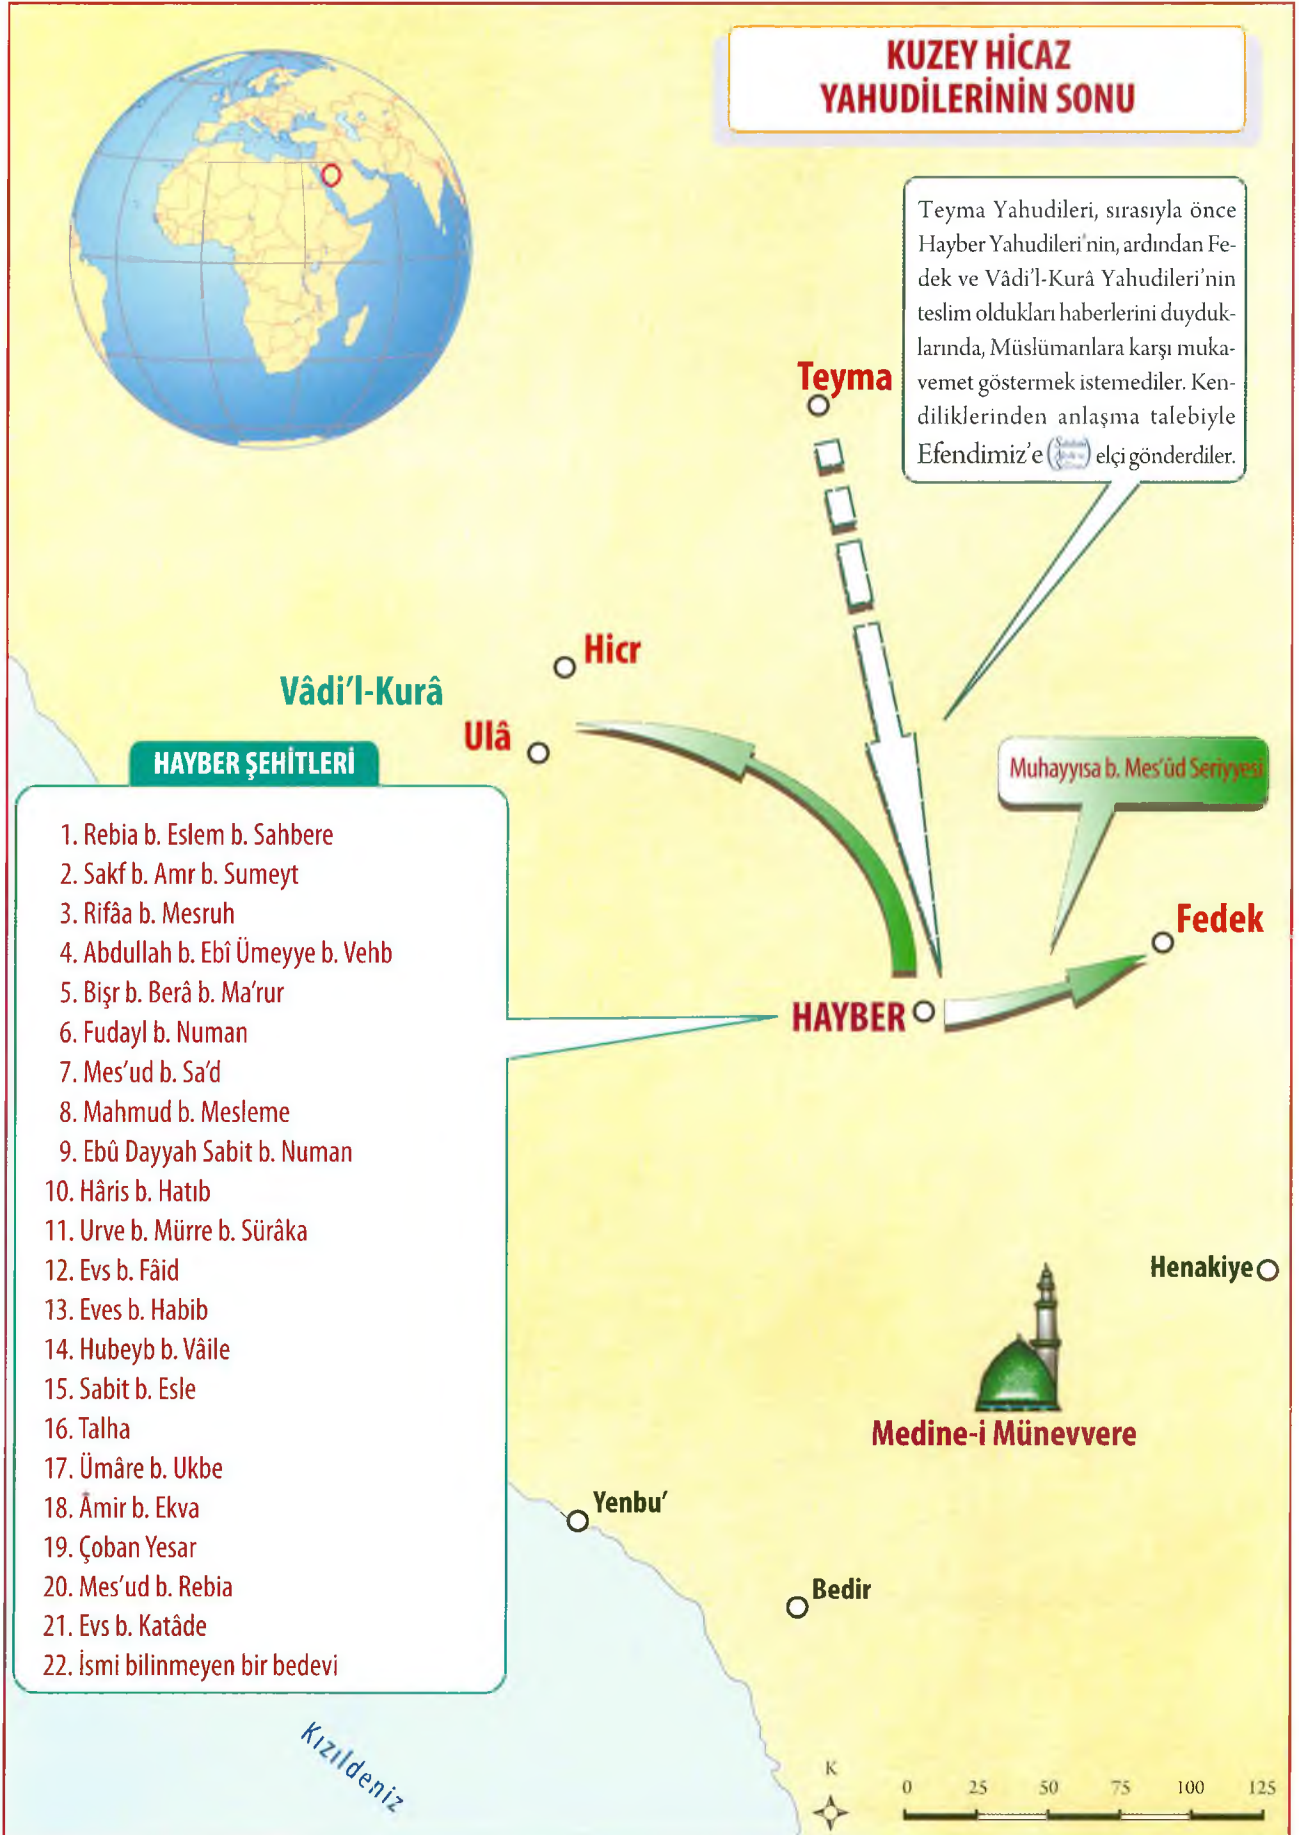 KUZEY HİCAZ
YAHUDİLERİNİN SONU
Teyma Yahudileri, sırasıyla önce
Hayber Yahudileri'nin, ardından Fe-
dek ve Vâdi'l-Kurâ Yahudileri'nin
teslim oldukları haberlerini duyduk-
larında, Müslümanlara karşı muka-
vemet göstermek istemediler. Ken-
diliklerinden anlaşma talebiyle
Efendimiz'e elçi gönderdiler.
Teyma
Hicr
Vâdi'l-Kurâ
Ulâ
Muhayyısa b. Mes'ûd Seriyyesi
Fedek
HAYBER
HAYBER ŞEHİTLERİ
1. Rebia b. Eslem b. Sahbere
2. Sakf b. Amr b. Sumeyt
3. Rifâa b. Mesruh
4. Abdullah b. Ebî Ümeyye b. Vehb
5. Bişr b. Berâ b. Ma'rur
6. Fudayl b. Numan
7. Mes'ud b. Sa'd
8. Mahmud b. Mesleme
9. Ebû Dayyah Sabit b. Numan
10. Hâris b. Hatıb
11. Urve b. Mürre b. Sürâka
12. Evs b. Fâid
13. Eves b. Habib
14. Hubeyb b. Vâile
15. Sabit b. Esle
16. Talha
17. Ümâre b. Ukbe
18. Âmir b. Ekva
19. Çoban Yesar
20. Mes'ud b. Rebia
21. Evs b. Katâde
22. İsmi bilinmeyen bir bedevi
Henakiye
Medine-i Münevvere
Yenbu'
Bedir
Kızıldeniz
K
0 25 50 75 100 125